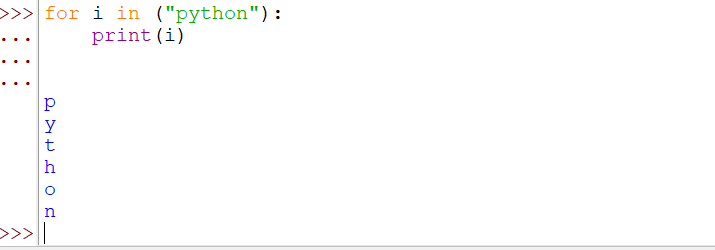 >>> for i in ("python"):
...     print(i)
...
...
p
y
t
h
o
n
>>>